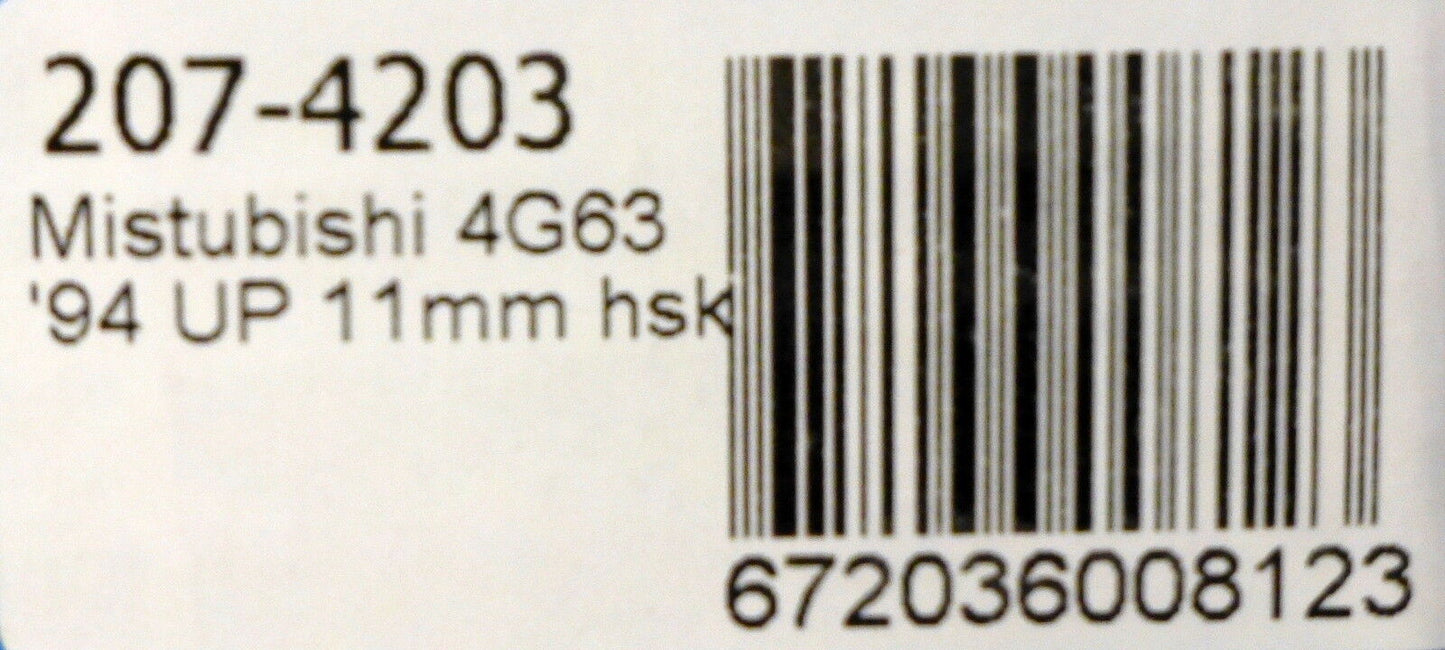 207-4203
Mistubishi 4G63
'94 UP 11mm hsk
672036008123